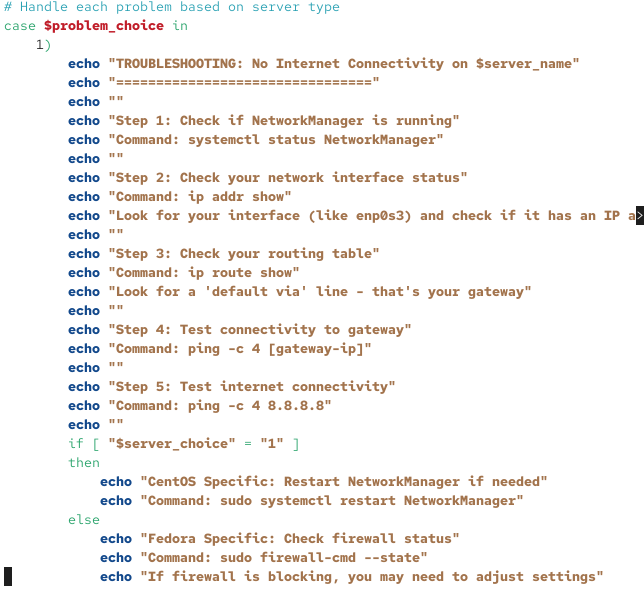 # Handle each problem based on server type
case $problem_choice in
    1)
        echo "TROUBLESHOOTING: No Internet Connectivity on $server_name"
        echo "================================"
        echo ""
        echo "Step 1: Check if NetworkManager is running"
        echo "Command: systemctl status NetworkManager"
        echo ""
        echo "Step 2: Check your network interface status"
        echo "Command: ip addr show"
        echo "Look for your interface (like enp0s3) and check if it has an IP a>
        echo ""
        echo "Step 3: Check your routing table"
        echo "Command: ip route show"
        echo "Look for a 'default via' line - that's your gateway"
        echo ""
        echo "Step 4: Test connectivity to gateway"
        echo "Command: ping -c 4 [gateway-ip]"
        echo ""
        echo "Step 5: Test internet connectivity"
        echo "Command: ping -c 4 8.8.8.8"
        echo ""
        if [ "$server_choice" = "1" ]
        then
            echo "CentOS Specific: Restart NetworkManager if needed"
            echo "Command: sudo systemctl restart NetworkManager"
        else
            echo "Fedora Specific: Check firewall status"
            echo "Command: sudo firewall-cmd --state"
            echo "If firewall is blocking, you may need to adjust settings"